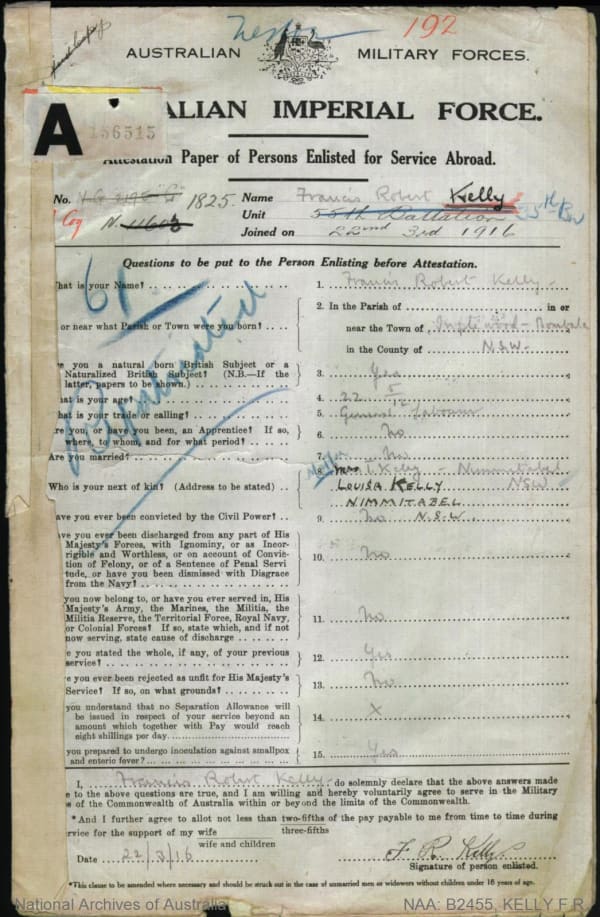 192
AUSTRALIAN MILITARY FORCES.
A 156515
ALIAN IMPERIAL FORCE.
Attestation Paper of Persons Enlisted for Service Abroad.
No. 1825. Name Francis Robert Kelly
N 11603 Unit 55th Battalion 35th Bn
Joined on 22nd 3rd 1916
Questions to be put to the Person Enlisting before Attestation.
hat is your Name? 1. Francis Robert Kelly
2. In the Parish of in or
or near what Parish or Town were you born? near the Town of Bombala
in the County of NSW.
e you a natural born British Subject or a
Naturalized British Subject? (N.B.—If the
latter, papers to be shown.) 3. Yes
hat is your age? 4. 22
hat is your trade or calling? 5. General Labourer
re you, or have you been, an Apprentice? If so,
where, to whom, and for what period? 6. No
Are you married? 7. No
8. Mrs L Kelly - Nimmitabel
Who is your next of kin? (Address to be stated) LOUISA KELLY NSW
NIMMITABEL
ave you ever been convicted by the Civil Power? 9. No N.S.W.
ve you ever been discharged from any part of His
Majesty's Forces, with Ignominy, or as Incor-
rigible and Worthless, or on account of Convic-
tion of Felony, or of a Sentence of Penal Servi
tude, or have you been dismissed with Disgrace
from the Navy? 10. No
you now belong to, or have you ever served in, His
Majesty's Army, the Marines, the Militia, the
Militia Reserve, the Territorial Force, Royal Navy,
or Colonial Forces? If so, state which, and if not
now serving, state cause of discharge 11. No
e you stated the whole, if any, of your previous
service? 12. Yes
e you ever been rejected as unfit for His Majesty's
Service? If so, on what grounds? 13. No
you understand that no Separation Allowance will
be issued in respect of your service beyond an
amount which together with Pay would reach
eight shillings per day 14. X
you prepared to undergo inoculation against smallpox
and enteric fever? 15. Yes
I, Francis Robert Kelly do solemnly declare that the above answers made
e to the above questions are true, and I am willing and hereby voluntarily agree to serve in the Military
s of the Commonwealth of Australia within or beyond the limits of the Commonwealth.
*And I further agree to allot not less than two-fifths of the pay payable to me from time to time during
three-fifths
rvice for the support of my wife
wife and children
Date 22/3/16 F. R. Kelly
Signature of person enlisted.
*This clause to be amended where necessary and should be struck out in the case of unmarried men or widowers without children under 18 years of age.
National Archives of Australia NAA: B2455, KELLY F R